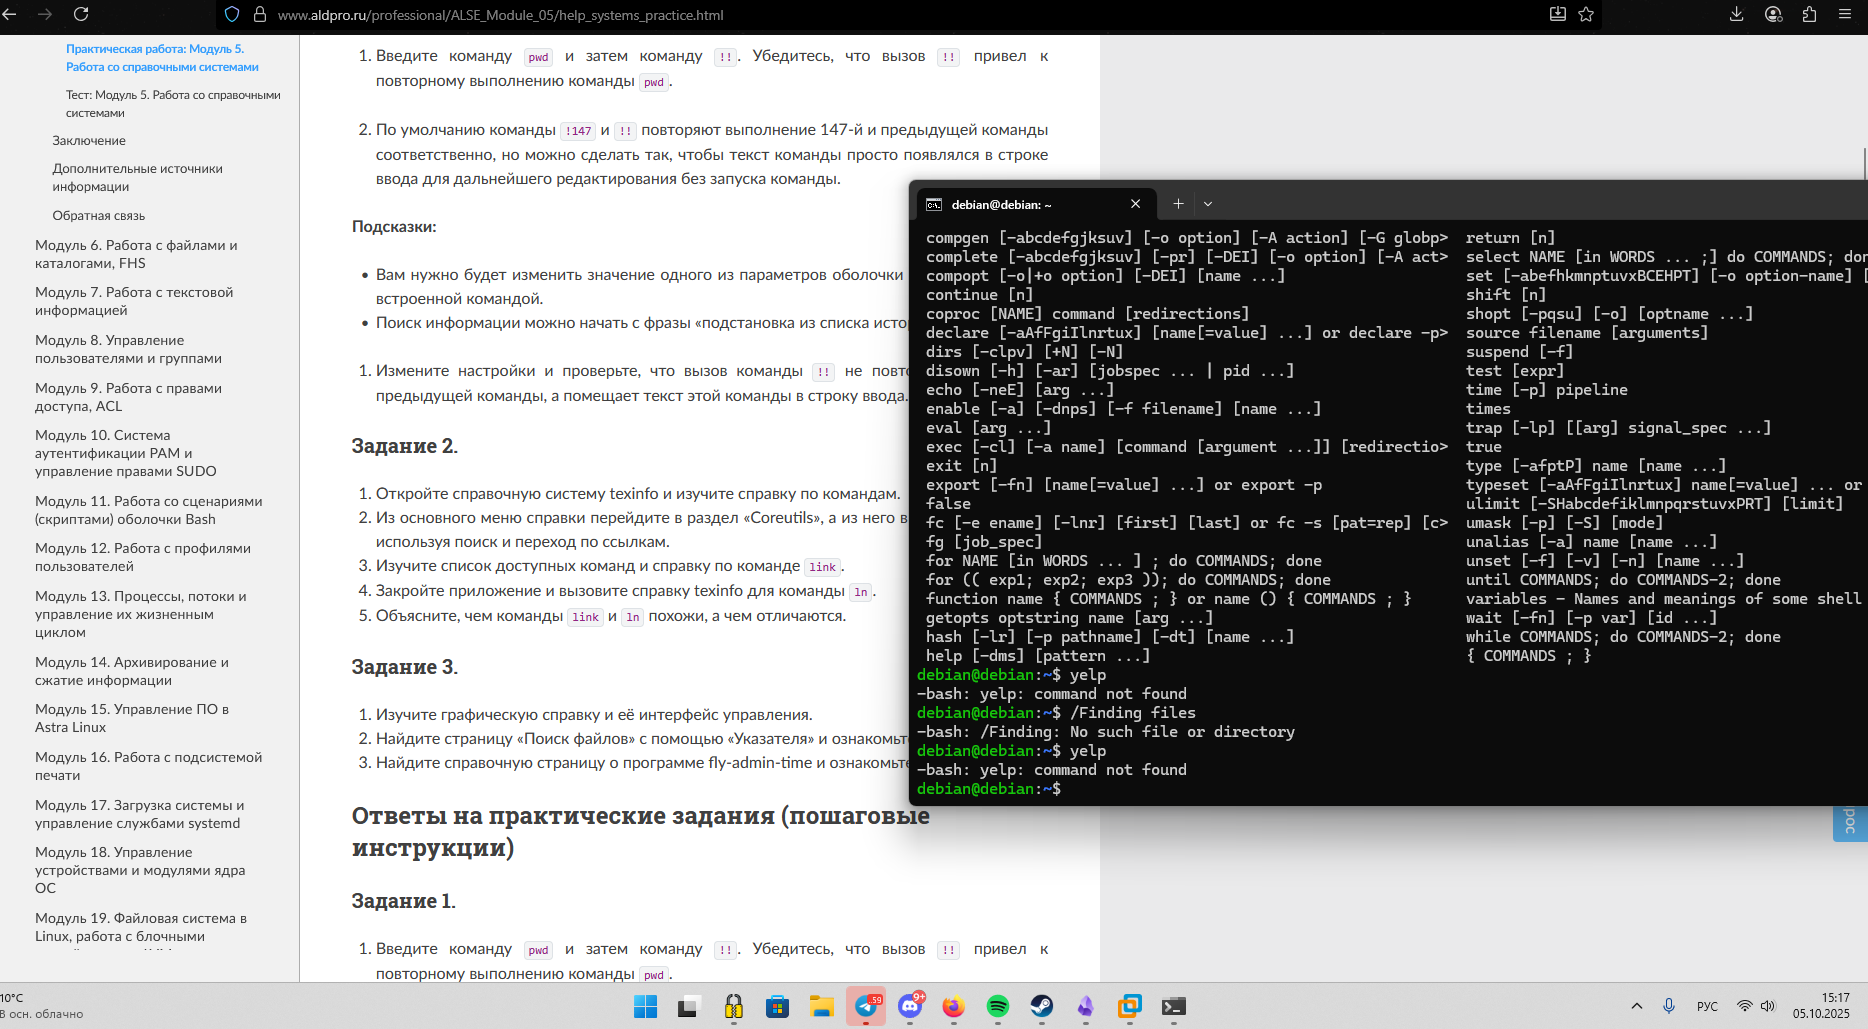 www.aldpro.ru/professional/ALSE_Module_05/help_systems_practice.html
Практическая работа: Модуль 5.
Работа со справочными системами
Тест: Модуль 5. Работа со справочными
системами
Заключение
Дополнительные источники
информации
Обратная связь
Модуль 6. Работа с файлами и
каталогами, FHS
Модуль 7. Работа с текстовой
информацией
Модуль 8. Управление
пользователями и группами
Модуль 9. Работа с правами
доступа, ACL
Модуль 10. Система
аутентификации PAM и
управление правами SUDO
Модуль 11. Работа со сценариями
(скриптами) оболочки Bash
Модуль 12. Работа с профилями
пользователей
Модуль 13. Процессы, потоки и
управление их жизненным
циклом
Модуль 14. Архивирование и
сжатие информации
Модуль 15. Управление ПО в
Astra Linux
Модуль 16. Работа с подсистемой
печати
Модуль 17. Загрузка системы и
управление службами systemd
Модуль 18. Управление
устройствами и модулями ядра
ОС
Модуль 19. Файловая система в
Linux, работа с блочными
1. Введите команду pwd и затем команду !!. Убедитесь, что вызов !! привел к
повторному выполнению команды pwd.
2. По умолчанию команды !147 и !! повторяют выполнение 147-й и предыдущей команды
соответственно, но можно сделать так, чтобы текст команды просто появлялся в строке
ввода для дальнейшего редактирования без запуска команды.
Подсказки:
• Вам нужно будет изменить значение одного из параметров оболочки
встроенной командой.
• Поиск информации можно начать с фразы «подстановка из списка исто
1. Измените настройки и проверьте, что вызов команды !! не повто
предыдущей команды, а помещает текст этой команды в строку ввода.
Задание 2.
1. Откройте справочную систему texinfo и изучите справку по командам.
2. Из основного меню справки перейдите в раздел «Coreutils», а из него в
используя поиск и переход по ссылкам.
3. Изучите список доступных команд и справку по команде link.
4. Закройте приложение и вызовите справку texinfo для команды ln.
5. Объясните, чем команды link и ln похожи, а чем отличаются.
Задание 3.
1. Изучите графическую справку и её интерфейс управления.
2. Найдите страницу «Поиск файлов» с помощью «Указателя» и ознакомьте
3. Найдите справочную страницу о программе fly-admin-time и ознакомьте
Ответы на практические задания (пошаговые
инструкции)
Задание 1.
1. Введите команду pwd и затем команду !!. Убедитесь, что вызов !! привел к
повторному выполнению команды pwd.
debian@debian: ~
compgen [-abcdefgjksuv] [-o option] [-A action] [-G globp> return [n]
complete [-abcdefgjksuv] [-pr] [-DEI] [-o option] [-A act> select NAME [in WORDS ... ;] do COMMANDS; don
compopt [-o|+o option] [-DEI] [name ...] set [-abefhkmnptuvxBCEHPT] [-o option-name] [
continue [n] shift [n]
coproc [NAME] command [redirections] shopt [-pqsu] [-o] [optname ...]
declare [-aAfFgiIlnrtux] [name[=value] ...] or declare -p> source filename [arguments]
dirs [-clpv] [+N] [-N] suspend [-f]
disown [-h] [-ar] [jobspec ... | pid ...] test [expr]
echo [-neE] [arg ...] time [-p] pipeline
enable [-a] [-dnps] [-f filename] [name ...] times
eval [arg ...] trap [-lp] [[arg] signal_spec ...]
exec [-cl] [-a name] [command [argument ...]] [redirectio> true
exit [n] type [-afptP] name [name ...]
export [-fn] [name[=value] ...] or export -p typeset [-aAfFgiIlnrtux] name[=value] ... or
false ulimit [-SHabcdefiklmnpqrstuvxPRT] [limit]
fc [-e ename] [-lnr] [first] [last] or fc -s [pat=rep] [c> umask [-p] [-S] [mode]
fg [job_spec] unalias [-a] name [name ...]
for NAME [in WORDS ... ] ; do COMMANDS; done unset [-f] [-v] [-n] [name ...]
for (( exp1; exp2; exp3 )); do COMMANDS; done until COMMANDS; do COMMANDS-2; done
function name { COMMANDS ; } or name () { COMMANDS ; } variables - Names and meanings of some shell
getopts optstring name [arg ...] wait [-fn] [-p var] [id ...]
hash [-lr] [-p pathname] [-dt] [name ...] while COMMANDS; do COMMANDS-2; done
help [-dms] [pattern ...] { COMMANDS ; }
debian@debian:~$ yelp
-bash: yelp: command not found
debian@debian:~$ /Finding files
-bash: /Finding: No such file or directory
debian@debian:~$ yelp
-bash: yelp: command not found
debian@debian:~$
рос
10°C
В осн. облачно
59
9+
РУС
15:17
05.10.2025